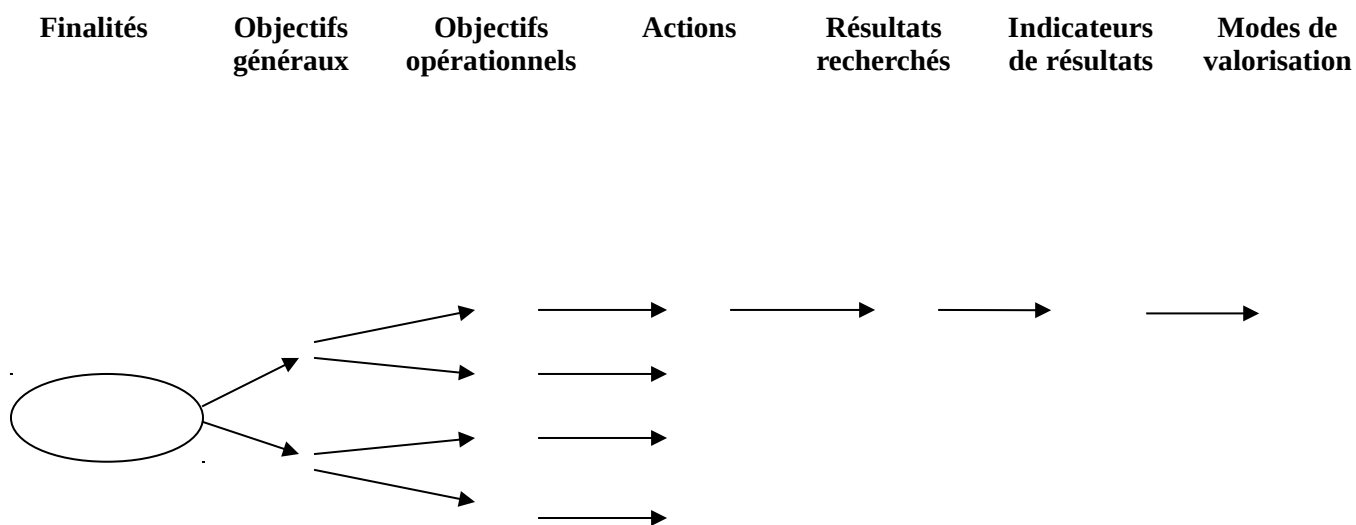 Finalités
Objectifs
généraux
Objectifs
opérationnels
Actions
Résultats
recherchés
Indicateurs
de résultats
Modes de
valorisation